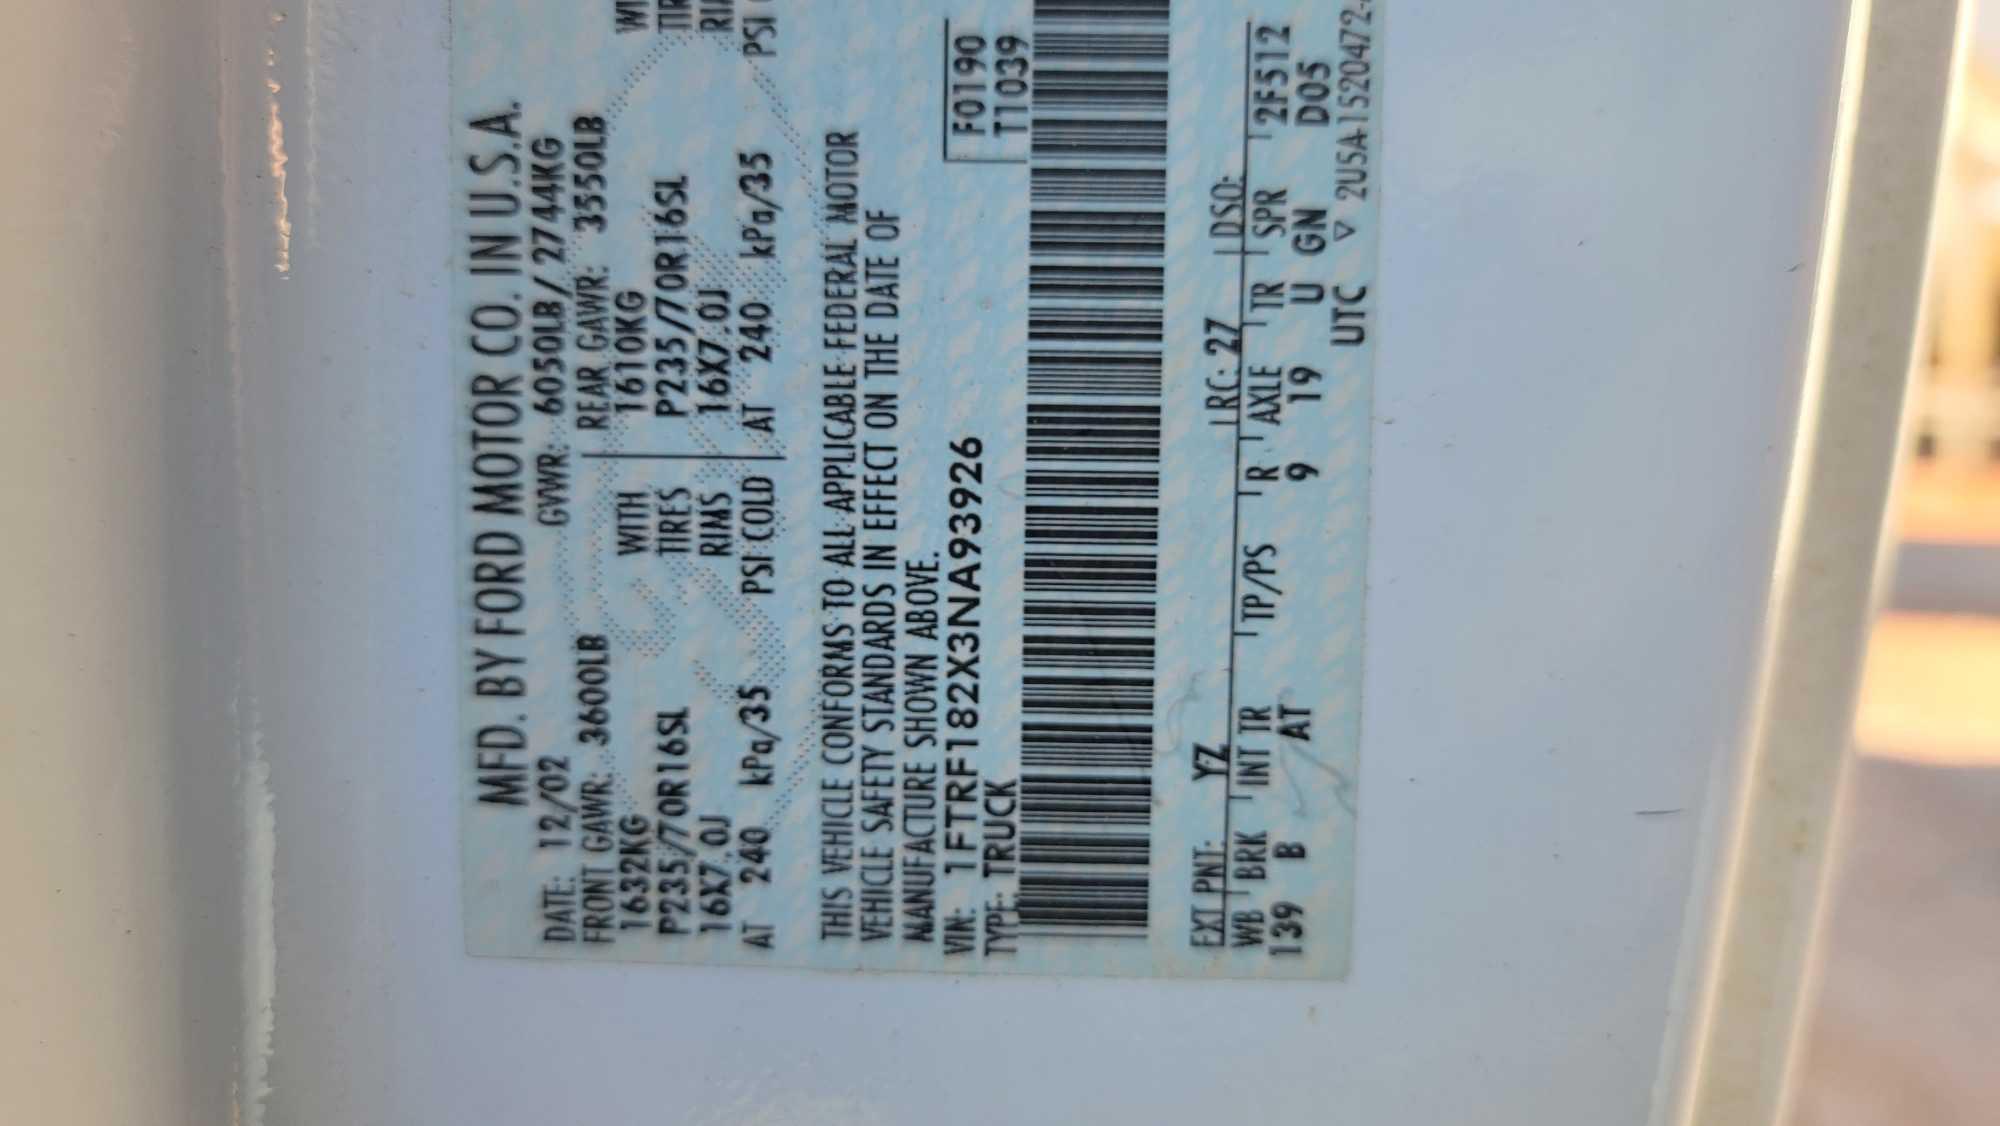 MFD. BY FORD MOTOR CO. IN U.S.A.
DATE: 12/02 GVWR: 6050LB / 2744KG
FRONT GAWR: 3600LB REAR GAWR: 3550LB
1632KG WITH 1610KG
P235/70R16SL TIRES P235/70R16SL
16X7.0J RIMS 16X7.0J
AT 240 kPa/35 PSI COLD AT 240 kPa/35 PSI
THIS VEHICLE CONFORMS TO ALL APPLICABLE FEDERAL MOTOR
VEHICLE SAFETY STANDARDS IN EFFECT ON THE DATE OF
MANUFACTURE SHOWN ABOVE.
VIN: 1FTRF182X3NA93926 F0190
TYPE: TRUCK T1039
EXT PNT: YZ RC: 27 DSO:
WB BRK INT TR TP/PS R AXLE TR SPR 2F512
139 B AT 9 19 U GN D05
UTC ▽ 2U5A-1520472-